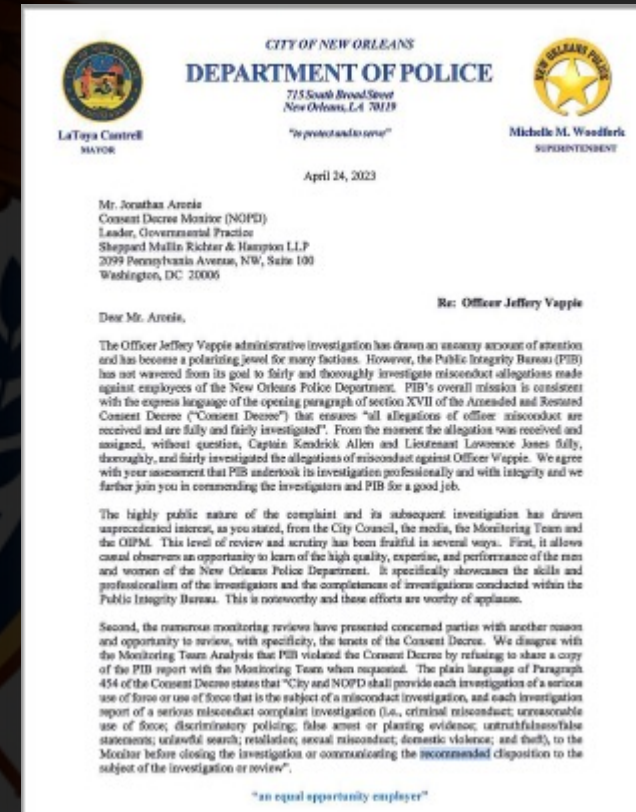 CITY OF NEW ORLEANS
DEPARTMENT OF POLICE
715 South Broad Street
New Orleans, LA 70119
"to protect and to serve"
LaToya Cantrell
MAYOR
NEW ORLEANS POLICE
Michelle M. Woodfork
SUPERINTENDENT
April 24, 2023
Mr. Jonathan Aronie
Consent Decree Monitor (NOPD)
Leader, Governmental Practice
Sheppard Mullin Richter & Hampton LLP
2099 Pennsylvania Avenue, NW, Suite 100
Washington, DC 20006
Re: Officer Jeffery Vappie
Dear Mr. Aronie,
The Officer Jeffery Vappie administrative investigation has drawn an uncanny amount of attention
and has become a polarizing jewel for many factions. However, the Public Integrity Bureau (PIB)
has not wavered from its goal to fairly and thoroughly investigate misconduct allegations made
against employees of the New Orleans Police Department. PIB's overall mission is consistent
with the express language of the opening paragraph of section XVII of the Amended and Restated
Consent Decree ("Consent Decree") that ensures "all allegations of officer misconduct are
received and are fully and fairly investigated". From the moment the allegation was received and
assigned, without question, Captain Kendrick Allen and Lieutenant Lawrence Jones fully,
thoroughly, and fairly investigated the allegations of misconduct against Officer Vappie. We agree
with your assessment that PIB undertook its investigation professionally and with integrity and we
further join you in commending the investigators and PIB for a good job.
The highly public nature of the complaint and its subsequent investigation has drawn
unprecedented interest, as you stated, from the City Council, the media, the Monitoring Team and
the OIPM. This level of review and scrutiny has been fruitful in several ways. First, it allows
casual observers an opportunity to learn of the high quality, expertise, and performance of the men
and women of the New Orleans Police Department. It specifically showcases the skills and
professionalism of the investigators and the completeness of investigations conducted within the
Public Integrity Bureau. This is noteworthy and these efforts are worthy of applause.
Second, the numerous monitoring reviews have presented concerned parties with another reason
and opportunity to review, with specificity, the tenets of the Consent Decree. We disagree with
the Monitoring Team Analysis that PIB violated the Consent Decree by refusing to share a copy
of the PIB report with the Monitoring Team when requested. The plain language of Paragraph
454 of the Consent Decree states that "City and NOPD shall provide each investigation of a serious
use of force or use of force that is the subject of a misconduct investigation, and each investigation
report of a serious misconduct complaint investigation (i.e., criminal misconduct; unreasonable
use of force; discriminatory policing; false arrest or planting evidence; untruthfulness/false
statements; unlawful search; retaliation; sexual misconduct; domestic violence; and theft), to the
Monitor before closing the investigation or communicating the recommended disposition to the
subject of the investigation or review".
"an equal opportunity employer"